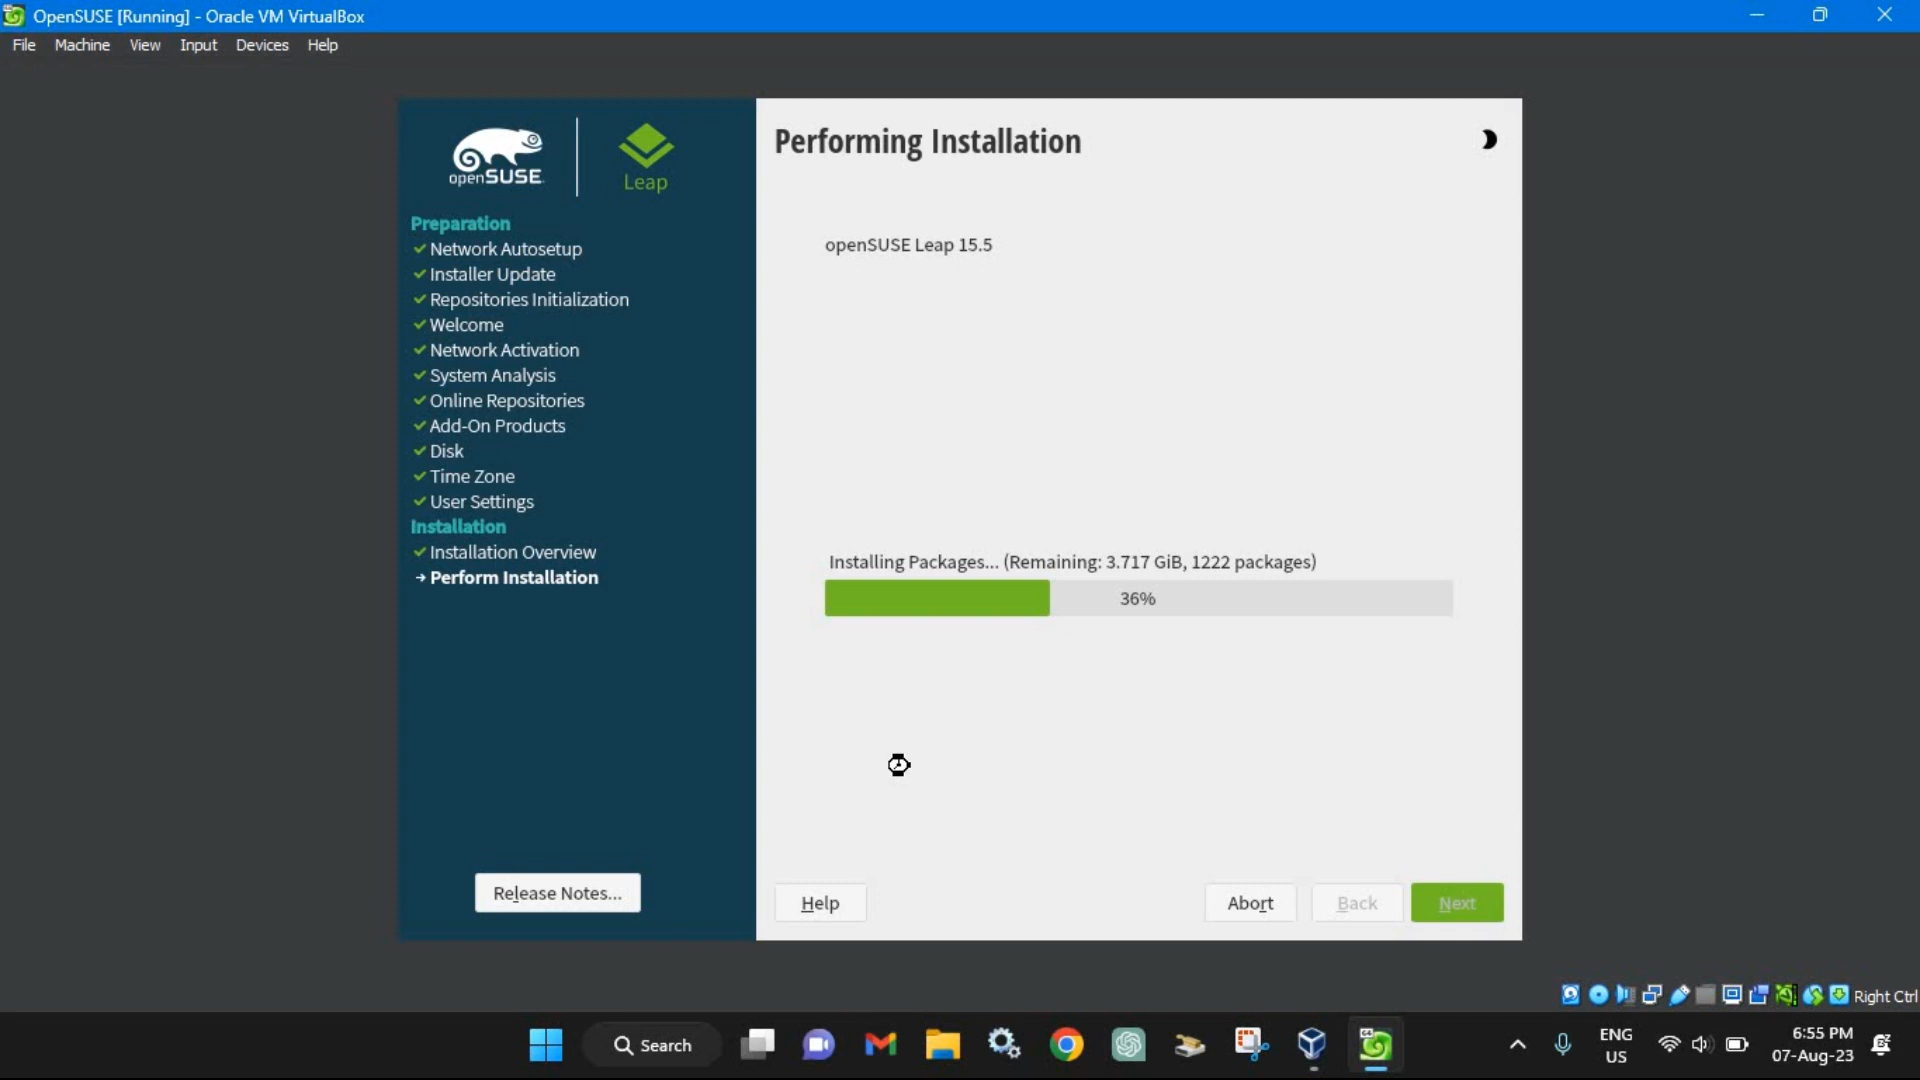 OpenSUSE [Running] - Oracle VM VirtualBox
File Machine View Input Devices Help
openSUSE
Leap
Preparation
Network Autosetup
Installer Update
Repositories Initialization
Welcome
Network Activation
System Analysis
Online Repositories
Add-On Products
Disk
Time Zone
User Settings
Installation
Installation Overview
Perform Installation
Release Notes...
Performing Installation
openSUSE Leap 15.5
Installing Packages... (Remaining: 3.717 GiB, 1222 packages)
36%
Help
Abort
Back
Next
Right Ctrl
Search
ENG
US
6:55 PM
07-Aug-23